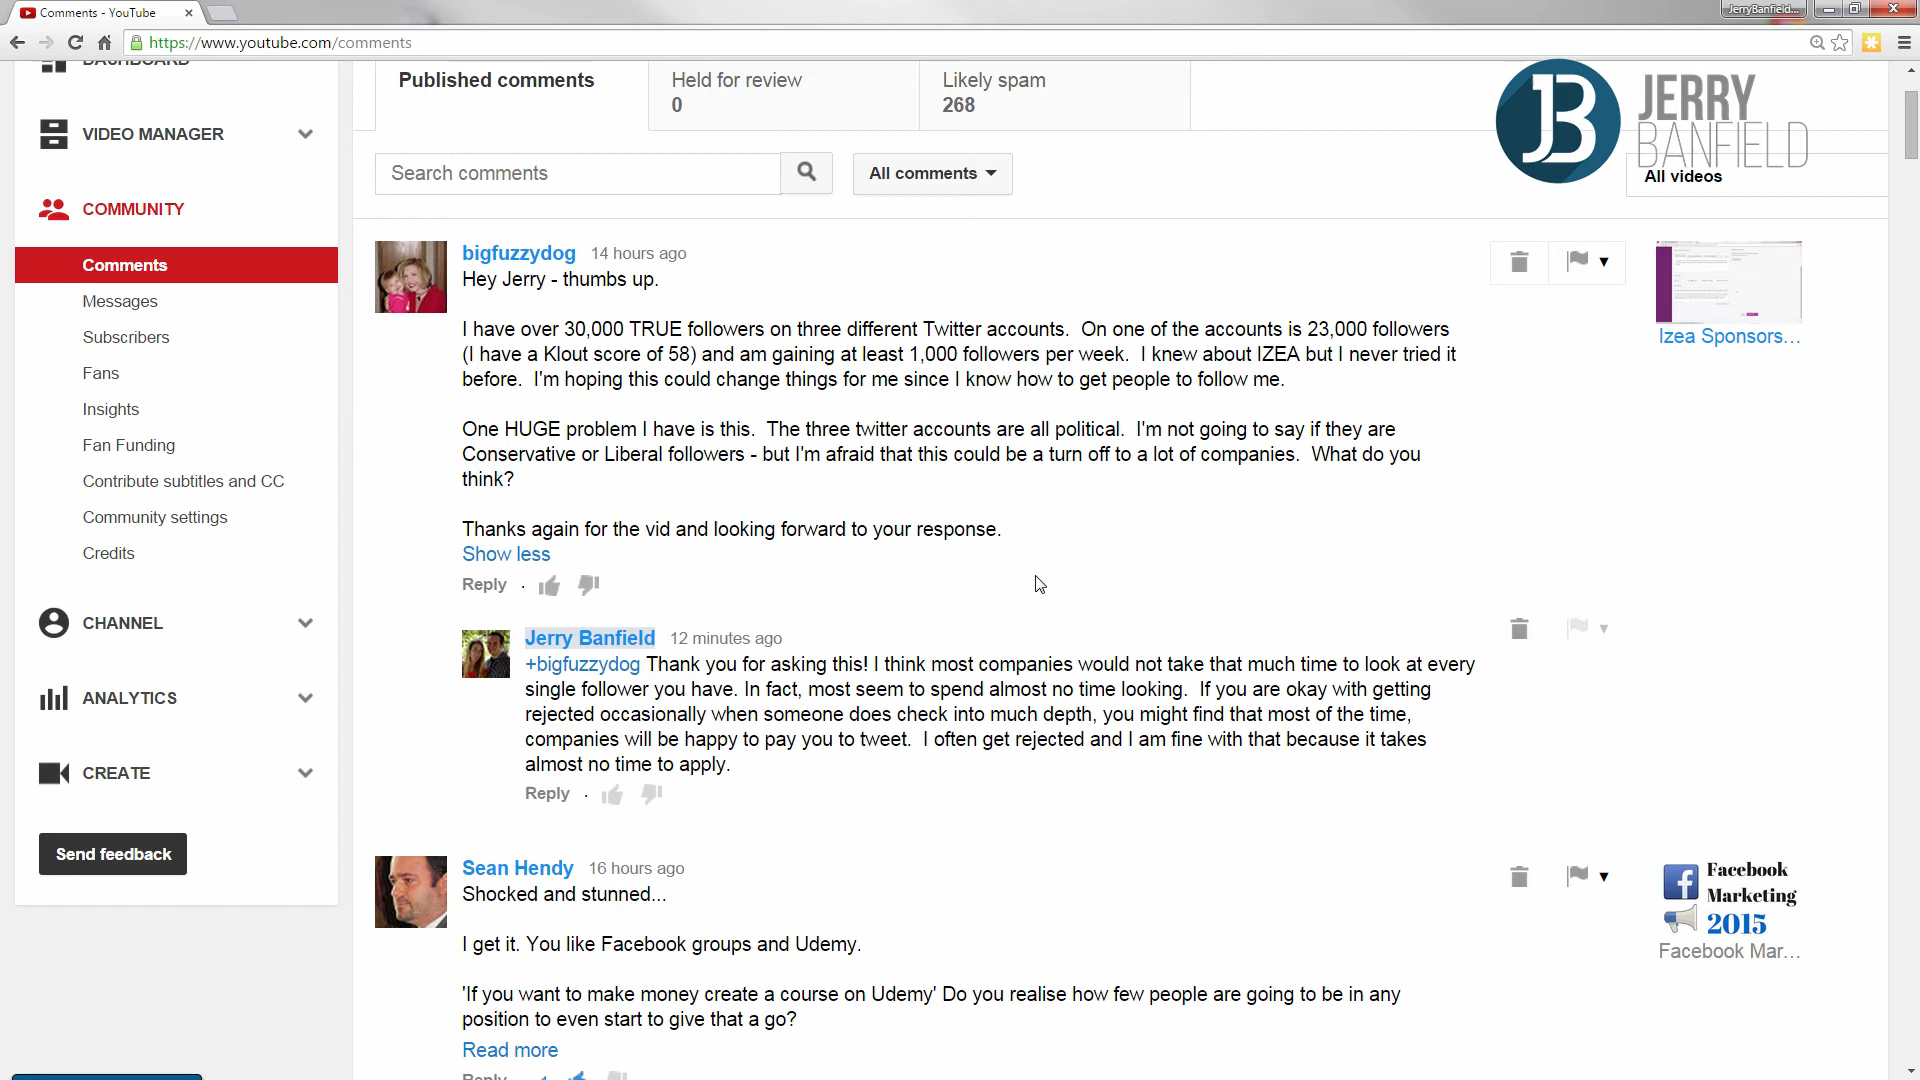 Comments - YouTube
JerryBanfield...
https://www.youtube.com/comments
DASHBOARD
VIDEO MANAGER
COMMUNITY
Comments
Messages
Subscribers
Fans
Insights
Fan Funding
Contribute subtitles and CC
Community settings
Credits
CHANNEL
ANALYTICS
CREATE
Send feedback
Published comments
Held for review
0
Likely spam
268
JB JERRY
BANFIELD
Search comments
All comments
All videos
bigfuzzydog 14 hours ago
Hey Jerry - thumbs up.
I have over 30,000 TRUE followers on three different Twitter accounts.  On one of the accounts is 23,000 followers
(I have a Klout score of 58) and am gaining at least 1,000 followers per week.  I knew about IZEA but I never tried it
before.  I'm hoping this could change things for me since I know how to get people to follow me.
One HUGE problem I have is this.  The three twitter accounts are all political.  I'm not going to say if they are
Conservative or Liberal followers - but I'm afraid that this could be a turn off to a lot of companies.  What do you
think?
Thanks again for the vid and looking forward to your response.
Show less
Reply .
Izea Sponsors...
Jerry Banfield 12 minutes ago
+bigfuzzydog Thank you for asking this! I think most companies would not take that much time to look at every
single follower you have. In fact, most seem to spend almost no time looking.  If you are okay with getting
rejected occasionally when someone does check into much depth, you might find that most of the time,
companies will be happy to pay you to tweet.  I often get rejected and I am fine with that because it takes
almost no time to apply.
Reply .
Sean Hendy 16 hours ago
Shocked and stunned...
I get it. You like Facebook groups and Udemy.
'If you want to make money create a course on Udemy' Do you realise how few people are going to be in any
position to even start to give that a go?
Read more
Reply
Facebook
Marketing
2015
Facebook Mar...